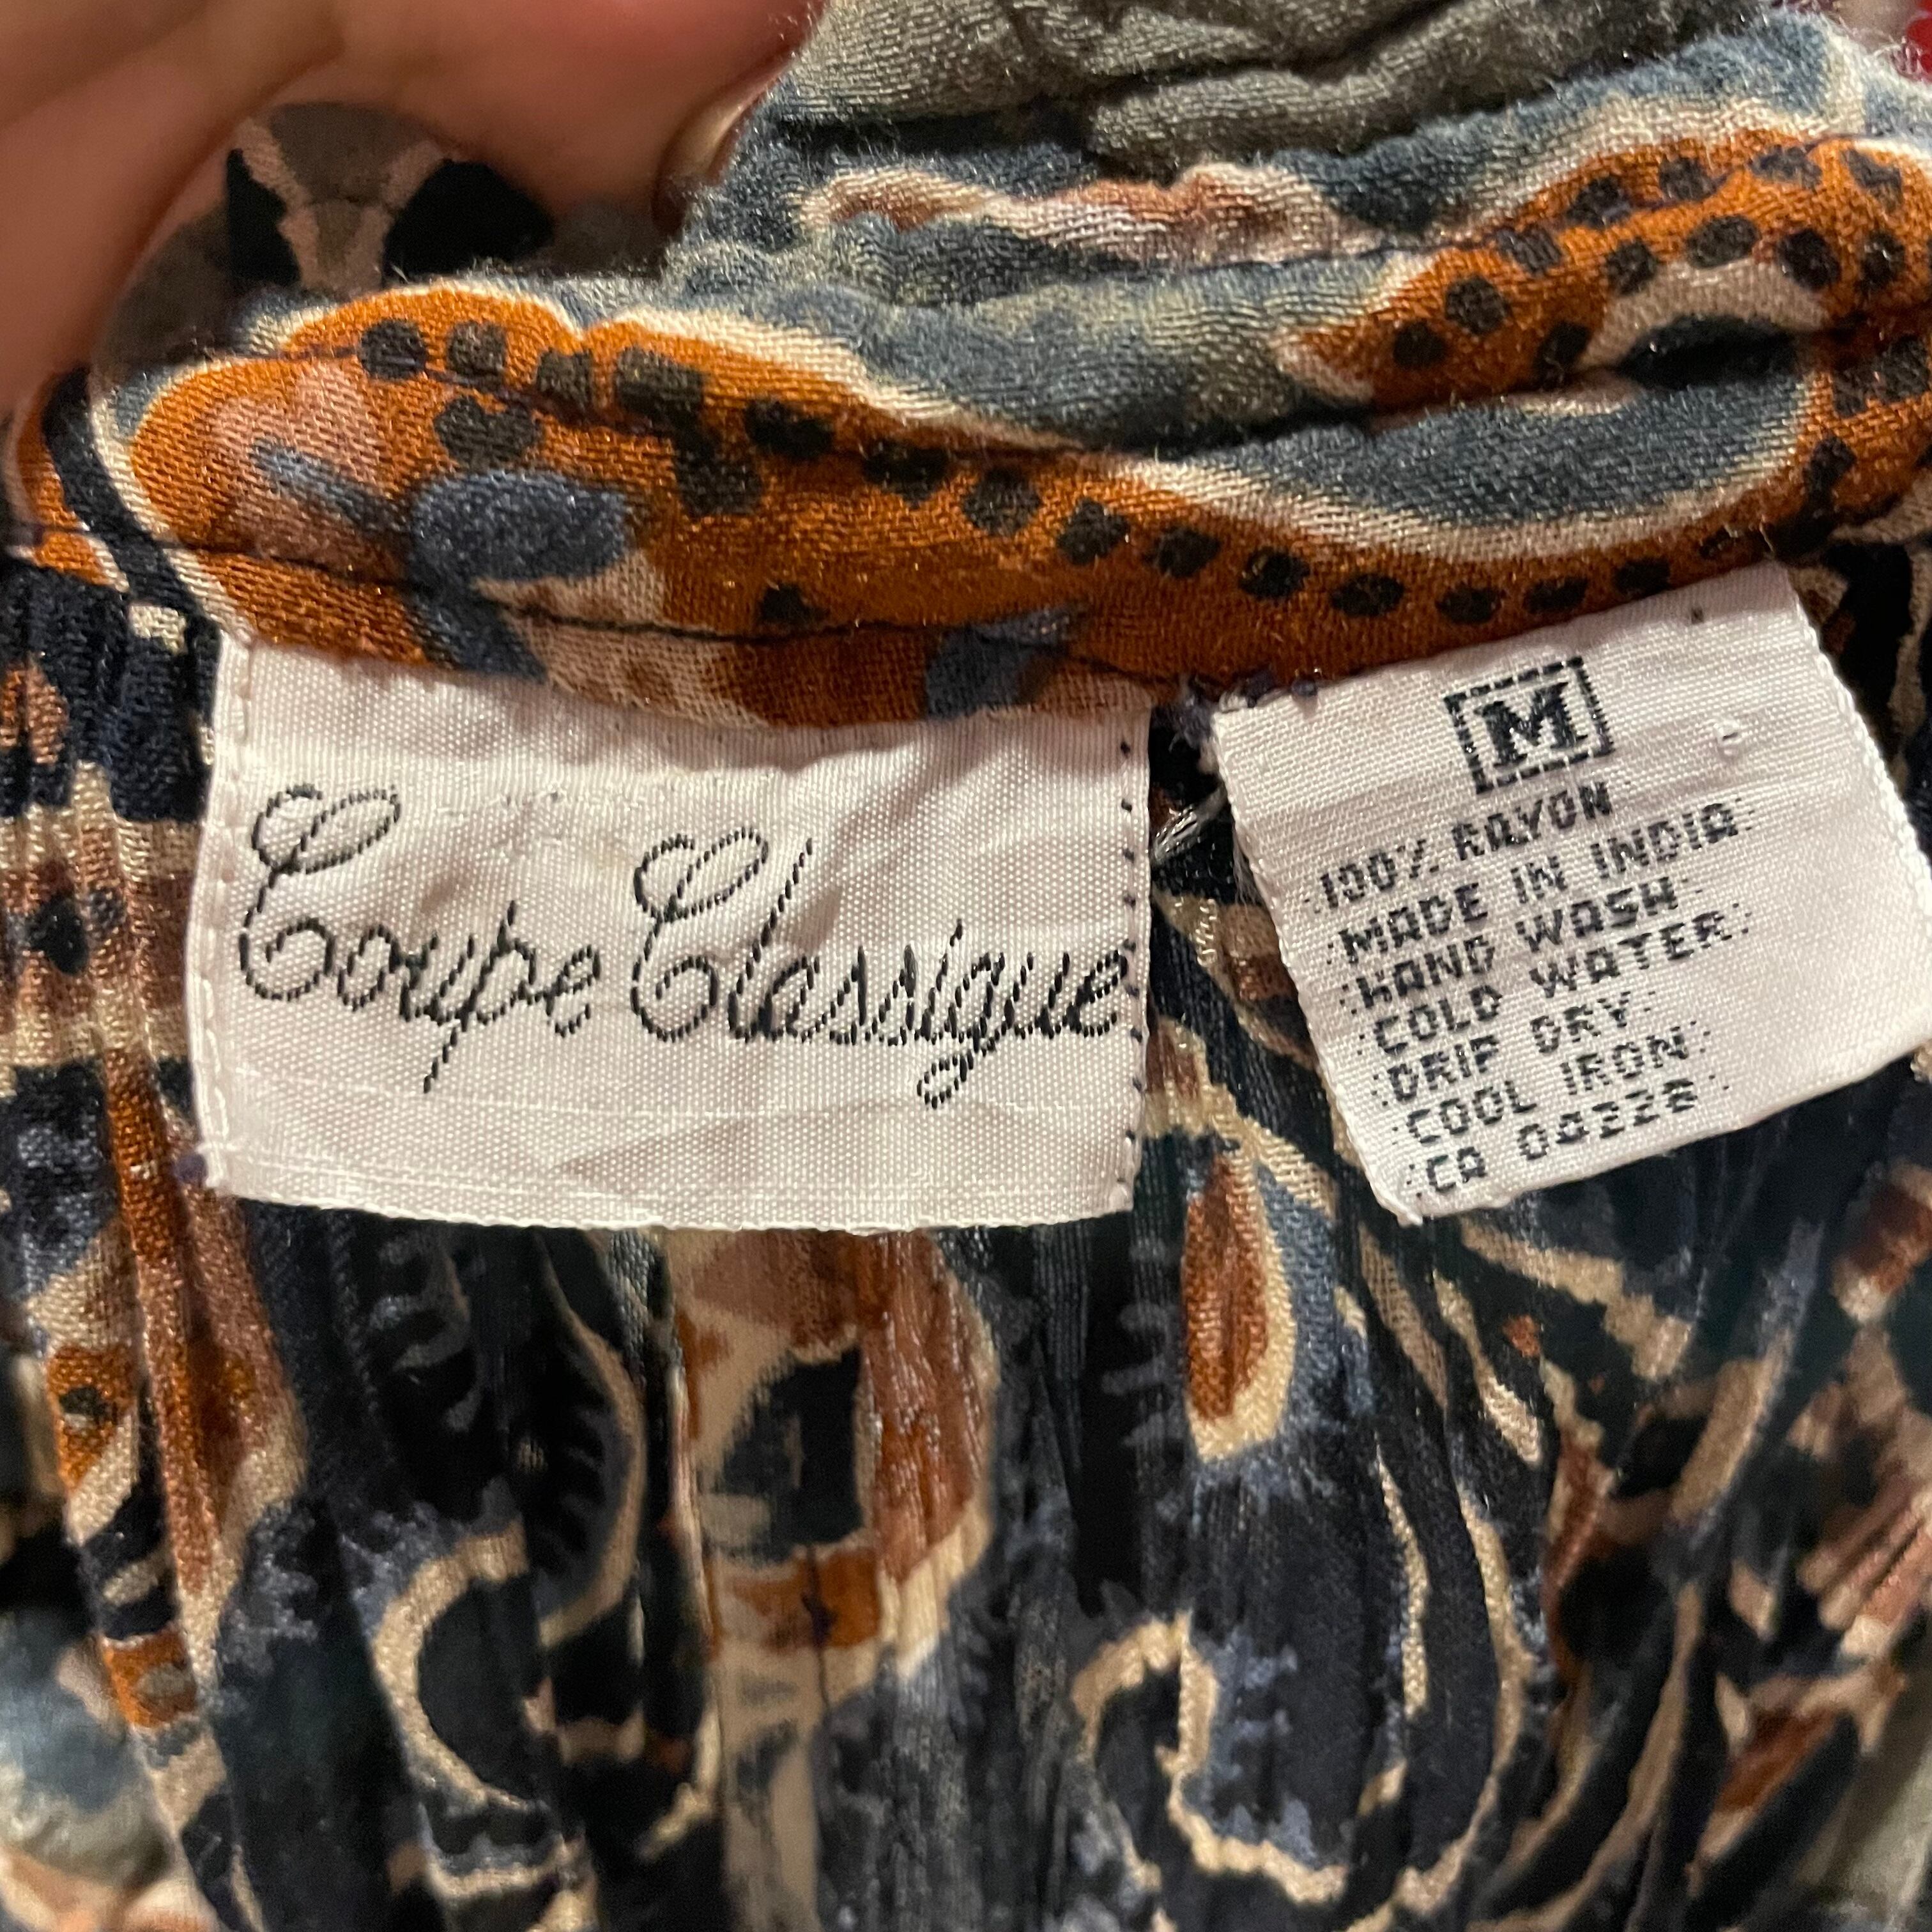 Coupe Classique
M
100% RAYON
MADE IN INDIA
HAND WASH
COLD WATER
DRIP DRY
COOL IRON
CA 04228